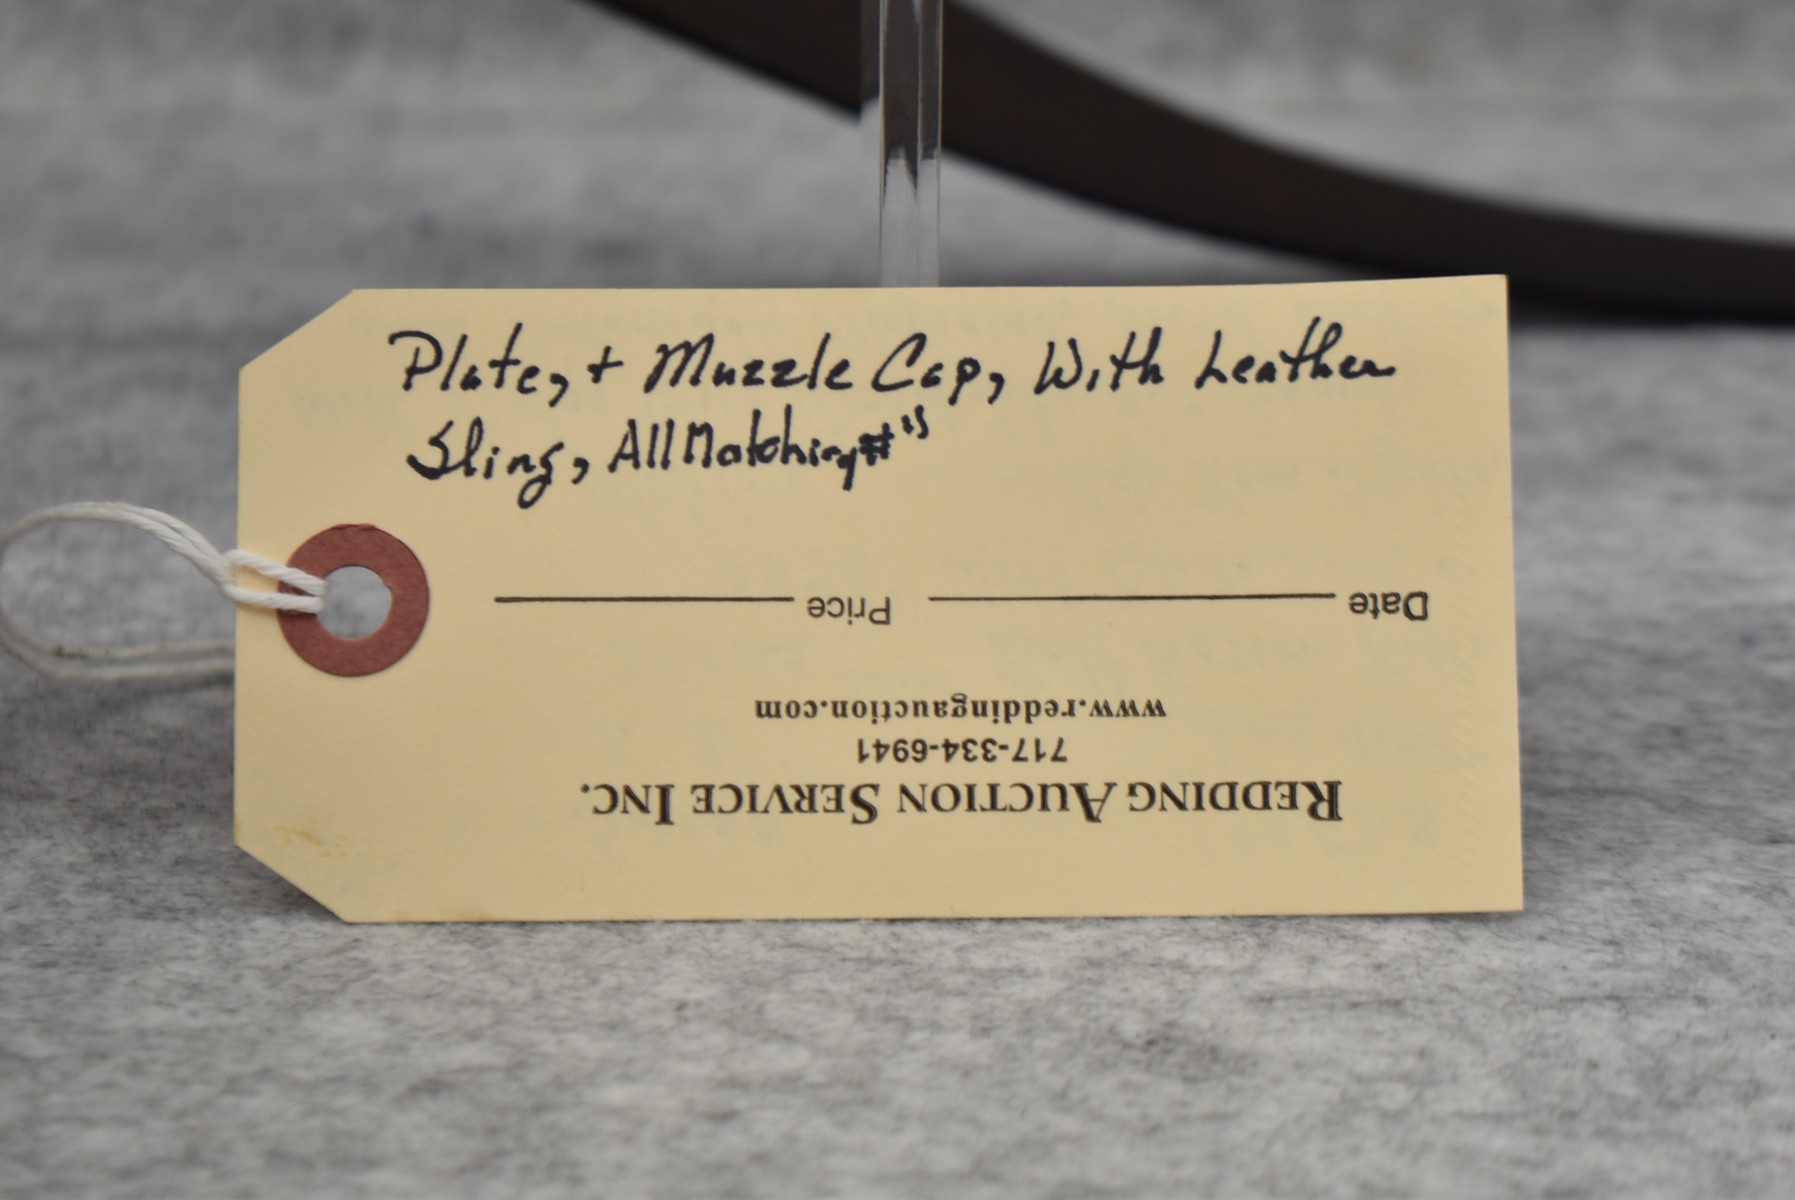 Plate, + Muzzle Cap, With Leather
Sling, All Matching #'s
Redding Auction Service Inc.
717-334-6941
www.reddingauction.com
Date Price